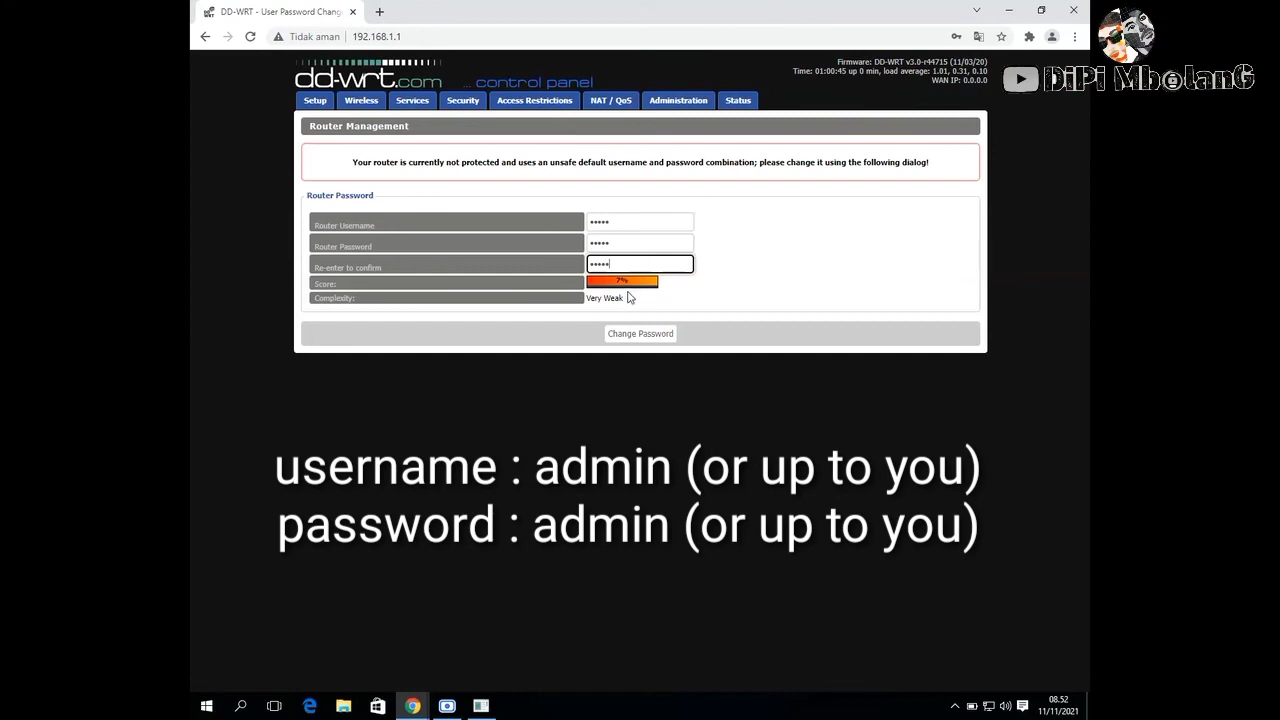 DD-WRT - User Password Chang
Tidak aman
192.168.1.1
DiPi MbolanG
dd-wrt.com
... control panel
Firmware: DD-WRT v3.0-r44715 (11/03/20)
Time: 01:00:45 up 0 min, load average: 1.01, 0.31, 0.10
WAN IP: 0.0.0.0
Setup Wireless Services Security Access Restrictions NAT / QoS Administration Status
Router Management
Your router is currently not protected and uses an unsafe default username and password combination; please change it using the following dialog!
Router Password
Router Username •••••
Router Password •••••
Re-enter to confirm •••••
Score: 7%
Complexity: Very Weak
Change Password
username : admin (or up to you)
password : admin (or up to you)
08.52
11/11/2021